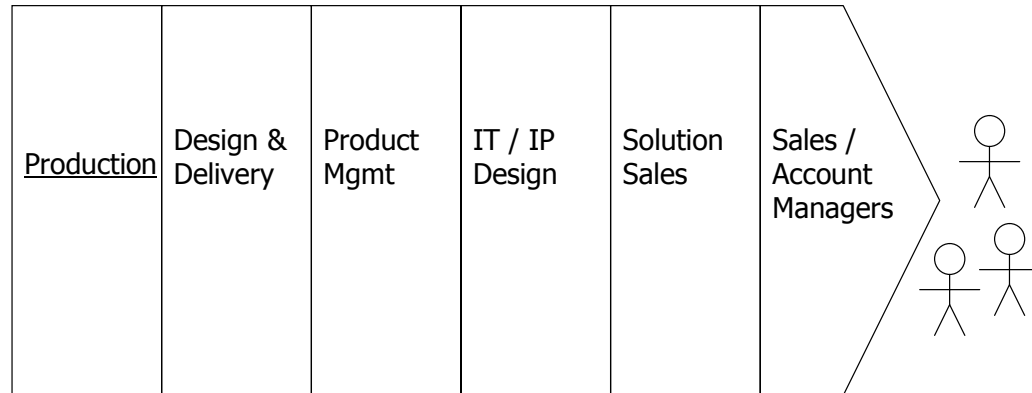 Production
Design &
Delivery
Product
Mgmt
IT / IP
Design
Solution
Sales
Sales /
Account
Managers